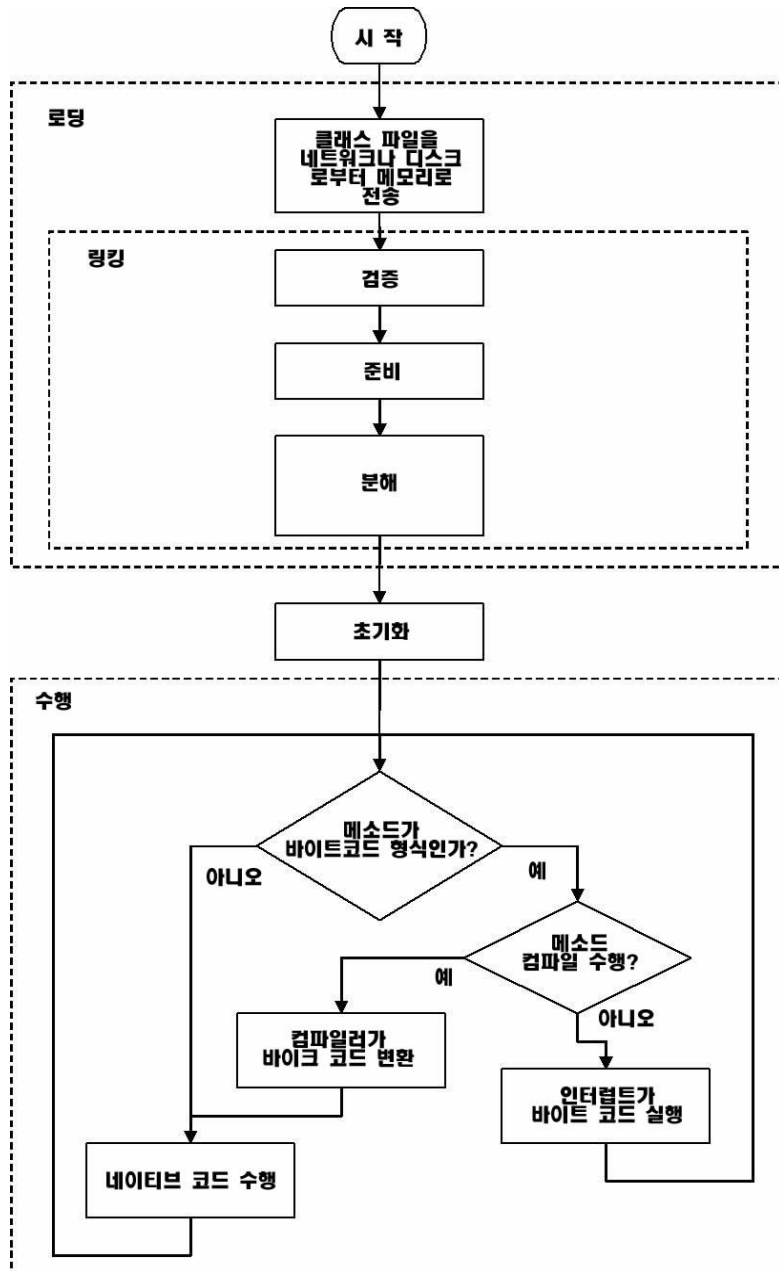 시 작
로딩
클래스 파일을
네트워크나 디스크
로부터 메모리로
전송
링킹
검증
준비
분해
초기화
수행
메소드가
바이트코드 형식인가?
아니오
예
메소드
컴파일 수행?
예
아니오
컴파일러가
바이크 코드 변환
인터럽트가
바이트 코드 실행
네이티브 코드 수행